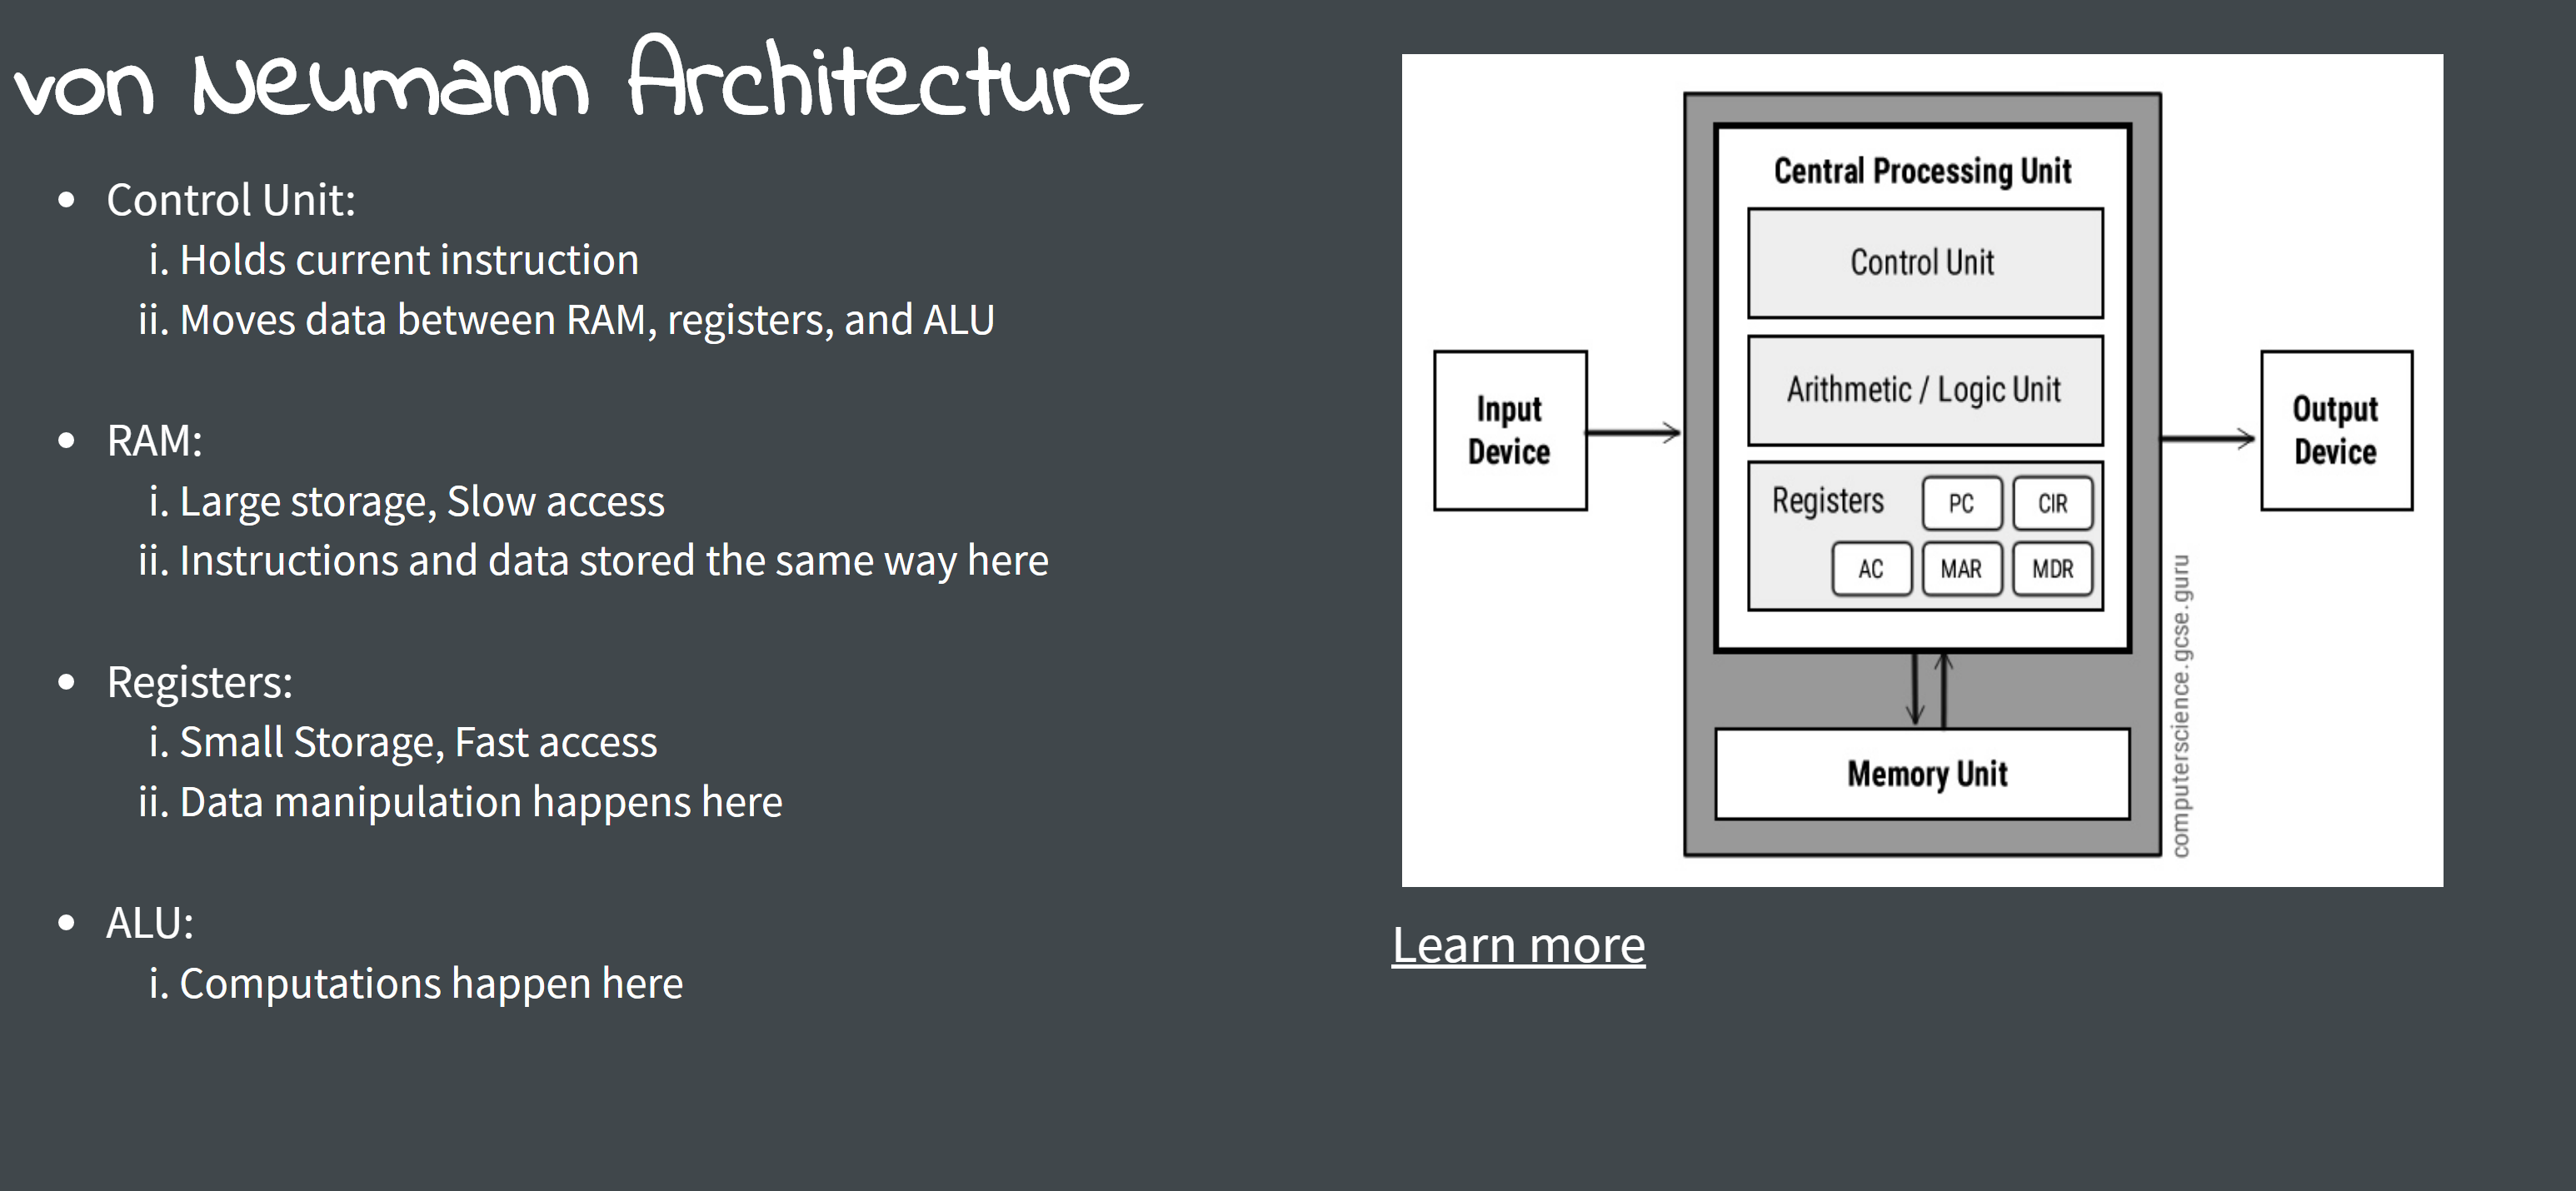 von Neumann Architecture
• Control Unit:
i. Holds current instruction
ii. Moves data between RAM, registers, and ALU
• RAM:
i. Large storage, Slow access
ii. Instructions and data stored the same way here
• Registers:
i. Small Storage, Fast access
ii. Data manipulation happens here
• ALU:
i. Computations happen here
Central Processing Unit
Control Unit
Arithmetic / Logic Unit
Registers
PC
CIR
AC
MAR
MDR
Input
Device
Output
Device
Memory Unit
computerscience.gcse.guru
Learn more